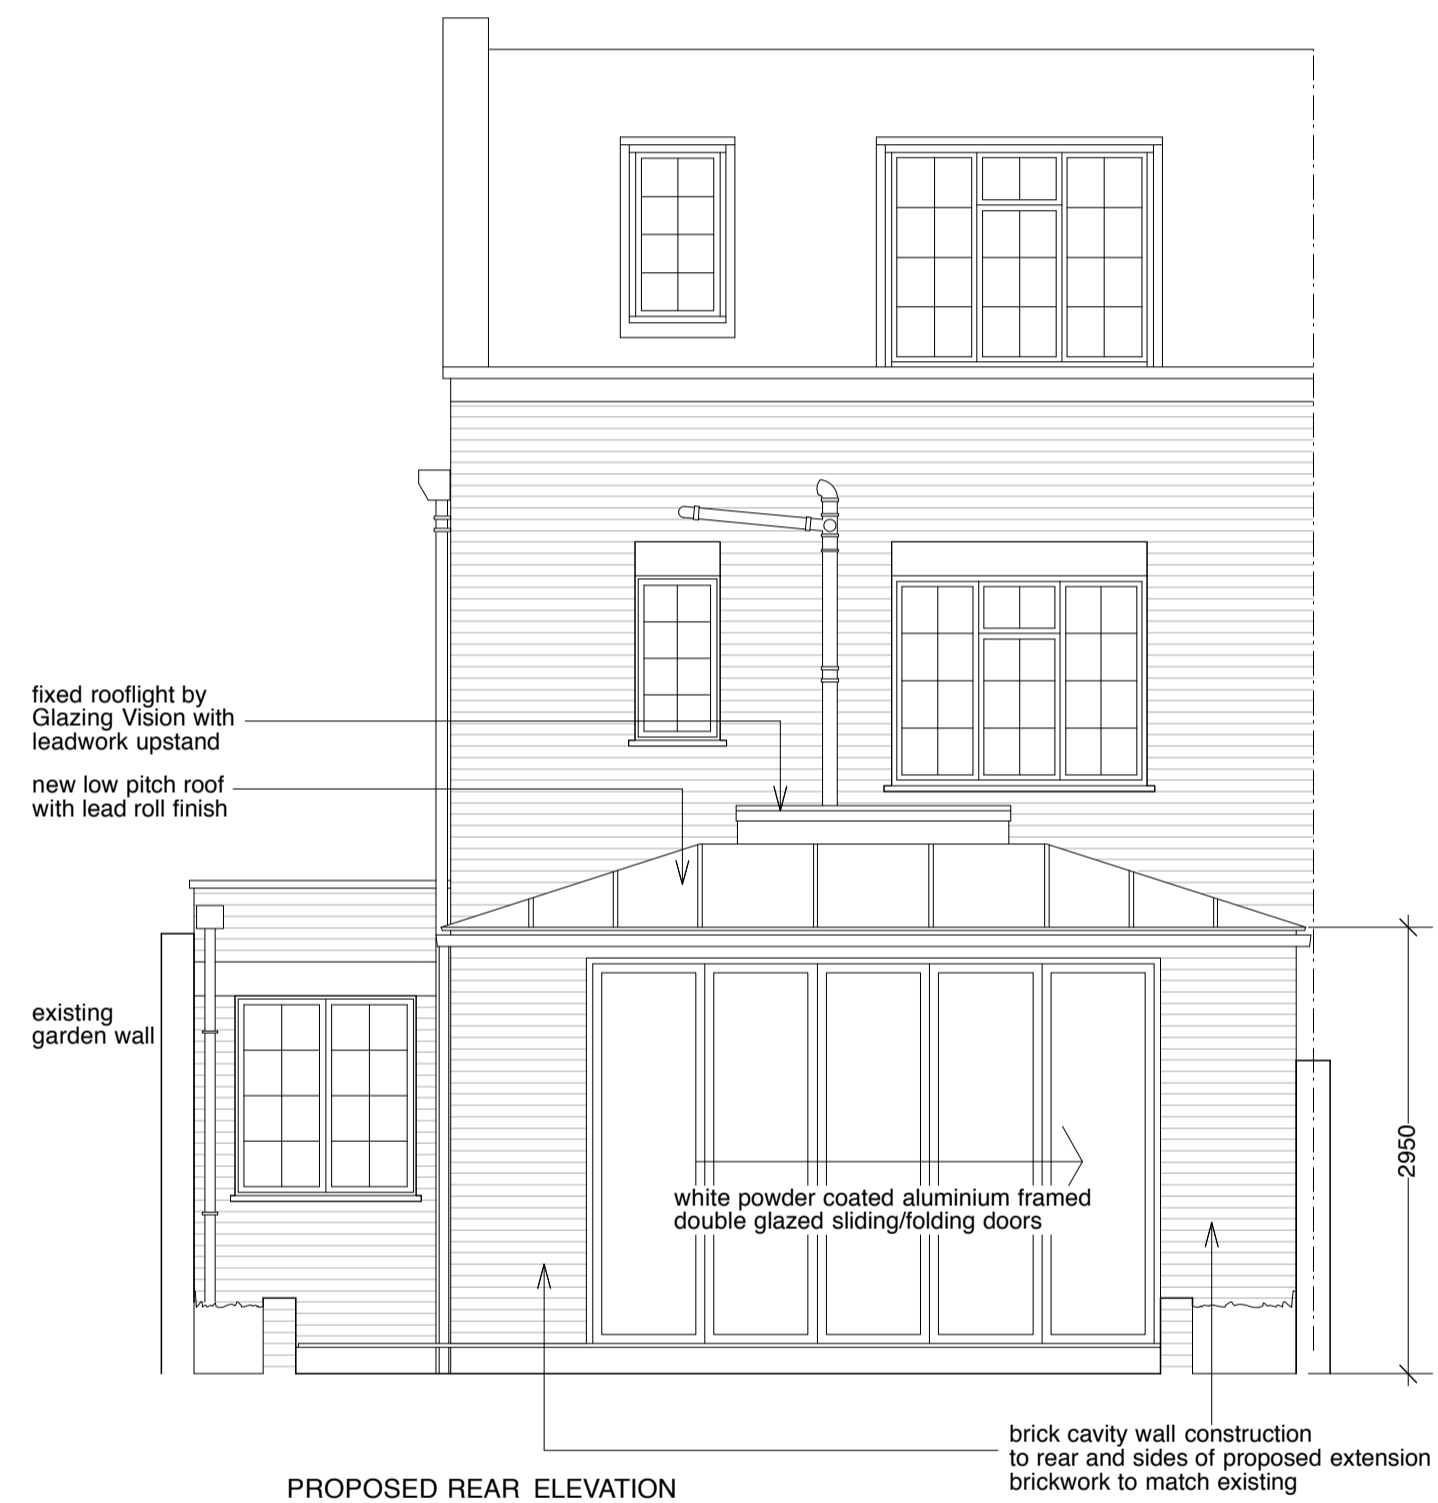 fixed rooflight by
Glazing Vision with
leadwork upstand
new low pitch roof
with lead roll finish
existing
garden wall
2950
white powder coated aluminium framed
double glazed sliding/folding doors
brick cavity wall construction
to rear and sides of proposed extension
brickwork to match existing
PROPOSED REAR ELEVATION